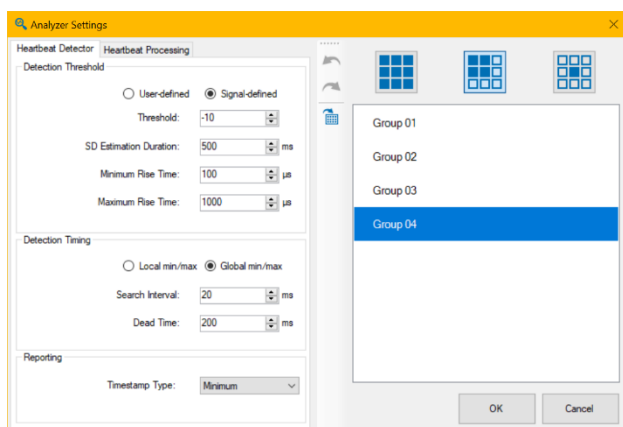 Analyzer Settings
Heartbeat Detector Heartbeat Processing
Detection Threshold
User-defined Signal-defined
Threshold: -10
SD Estimation Duration: 500 ms
Minimum Rise Time: 100 µs
Maximum Rise Time: 1000 µs
Detection Timing
Local min/max Global min/max
Search Interval: 20 ms
Dead Time: 200 ms
Reporting
Timestamp Type: Minimum
Group 01
Group 02
Group 03
Group 04
OK Cancel